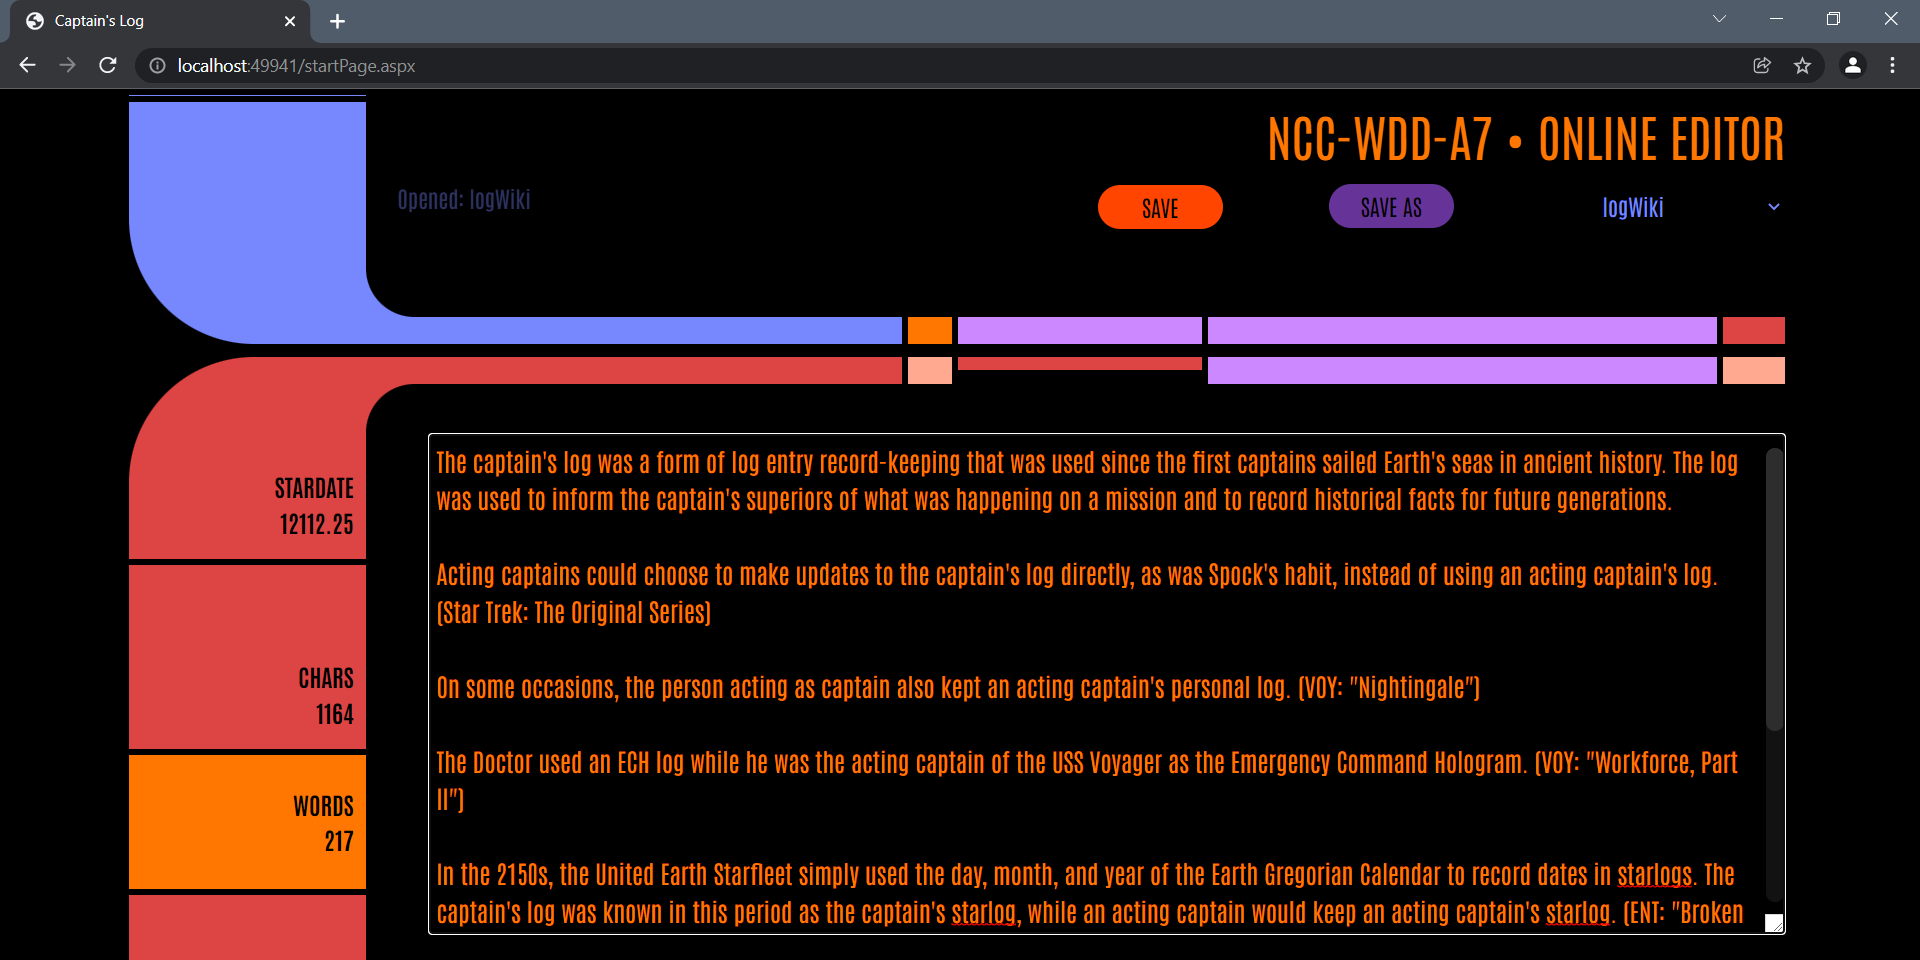 Captain's Log
localhost:49941/startPage.aspx
NCC-WDD-A7 • ONLINE EDITOR
Opened: logWiki
SAVE
SAVE AS
logWiki
STARDATE
12112.25
CHARS
1164
WORDS
217
The captain's log was a form of log entry record-keeping that was used since the first captains sailed Earth's seas in ancient history. The log
was used to inform the captain's superiors of what was happening on a mission and to record historical facts for future generations.
Acting captains could choose to make updates to the captain's log directly, as was Spock's habit, instead of using an acting captain's log.
(Star Trek: The Original Series)
On some occasions, the person acting as captain also kept an acting captain's personal log. (VOY: "Nightingale")
The Doctor used an ECH log while he was the acting captain of the USS Voyager as the Emergency Command Hologram. (VOY: "Workforce, Part
II")
In the 2150s, the United Earth Starfleet simply used the day, month, and year of the Earth Gregorian Calendar to record dates in starlogs. The
captain's log was known in this period as the captain's starlog, while an acting captain would keep an acting captain's starlog. (ENT: "Broken